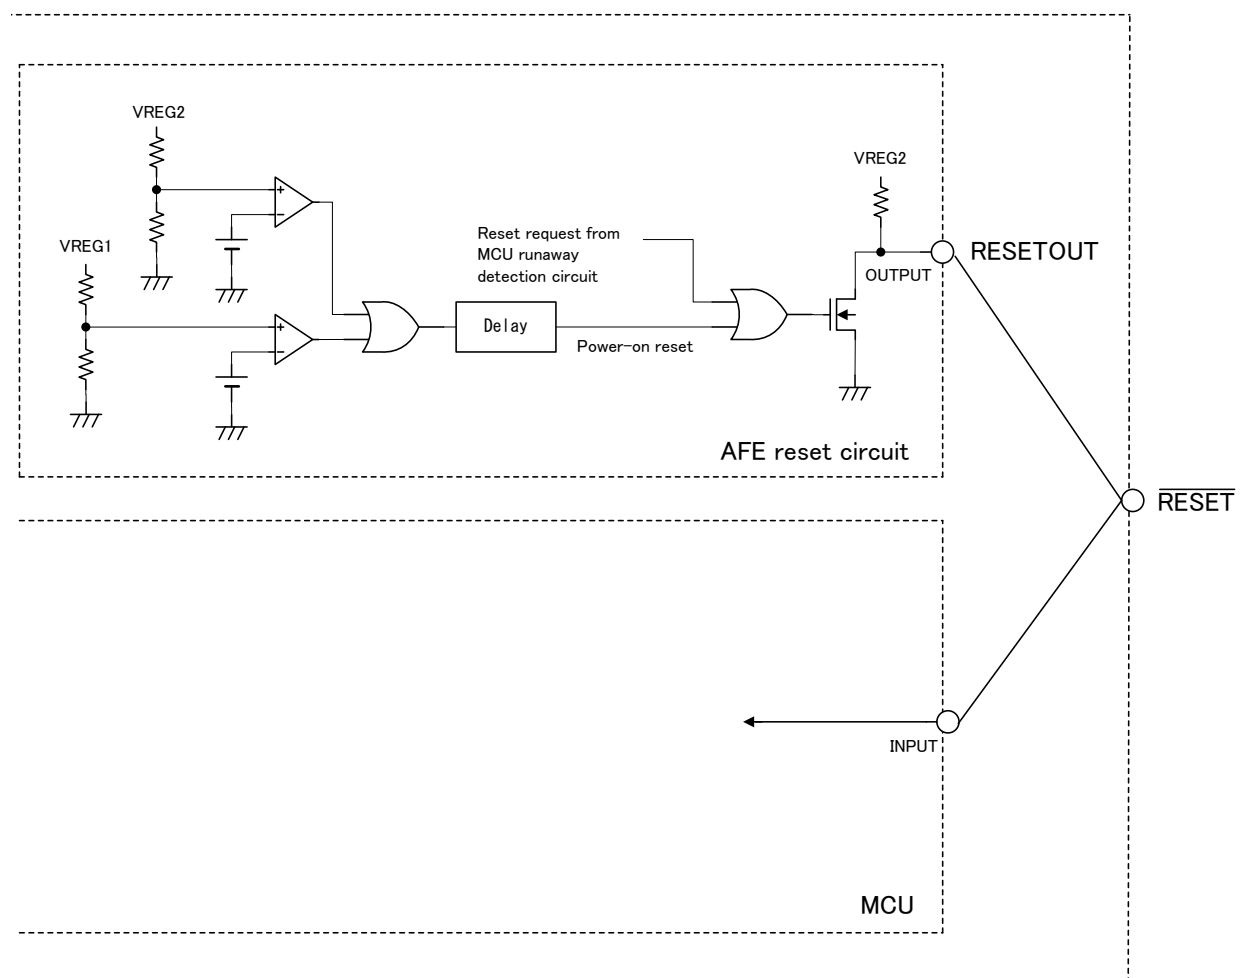 VREG2
VREG2
VREG1
Reset request from
MCU runaway
detection circuit
RESETOUT
OUTPUT
+
−
+
−
Delay
Power-on reset
AFE reset circuit
RESET
INPUT
MCU